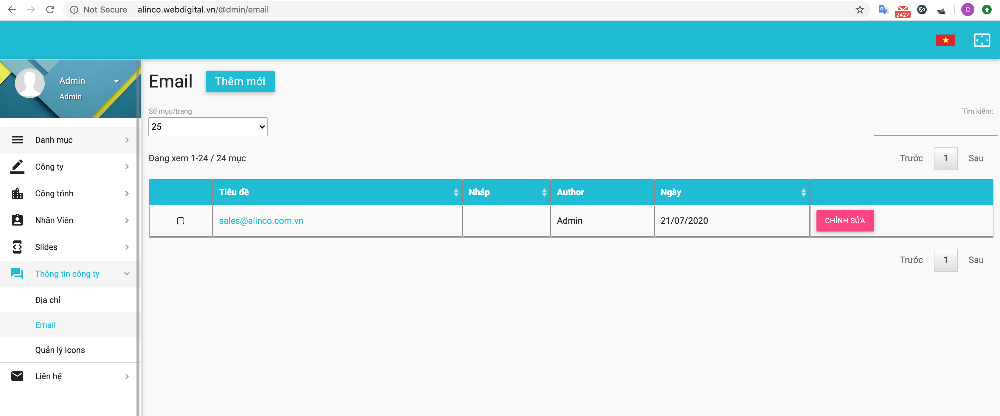 Not Secure | alinco.webdigital.vn/@dmin/email
2427
C
Admin
Admin
Danh mục
Công ty
Công trình
Nhân Viên
Slides
Thông tin công ty
Địa chỉ
Email
Quản lý Icons
Liên hệ
Email Thêm mới
Số mục/trang Tìm kiếm:
25
Đang xem 1-24 / 24 mục Trước 1 Sau
Tiêu đề Nháp Author Ngày
sales@alinco.com.vn Admin 21/07/2020 CHỈNH SỬA
Trước 1 Sau